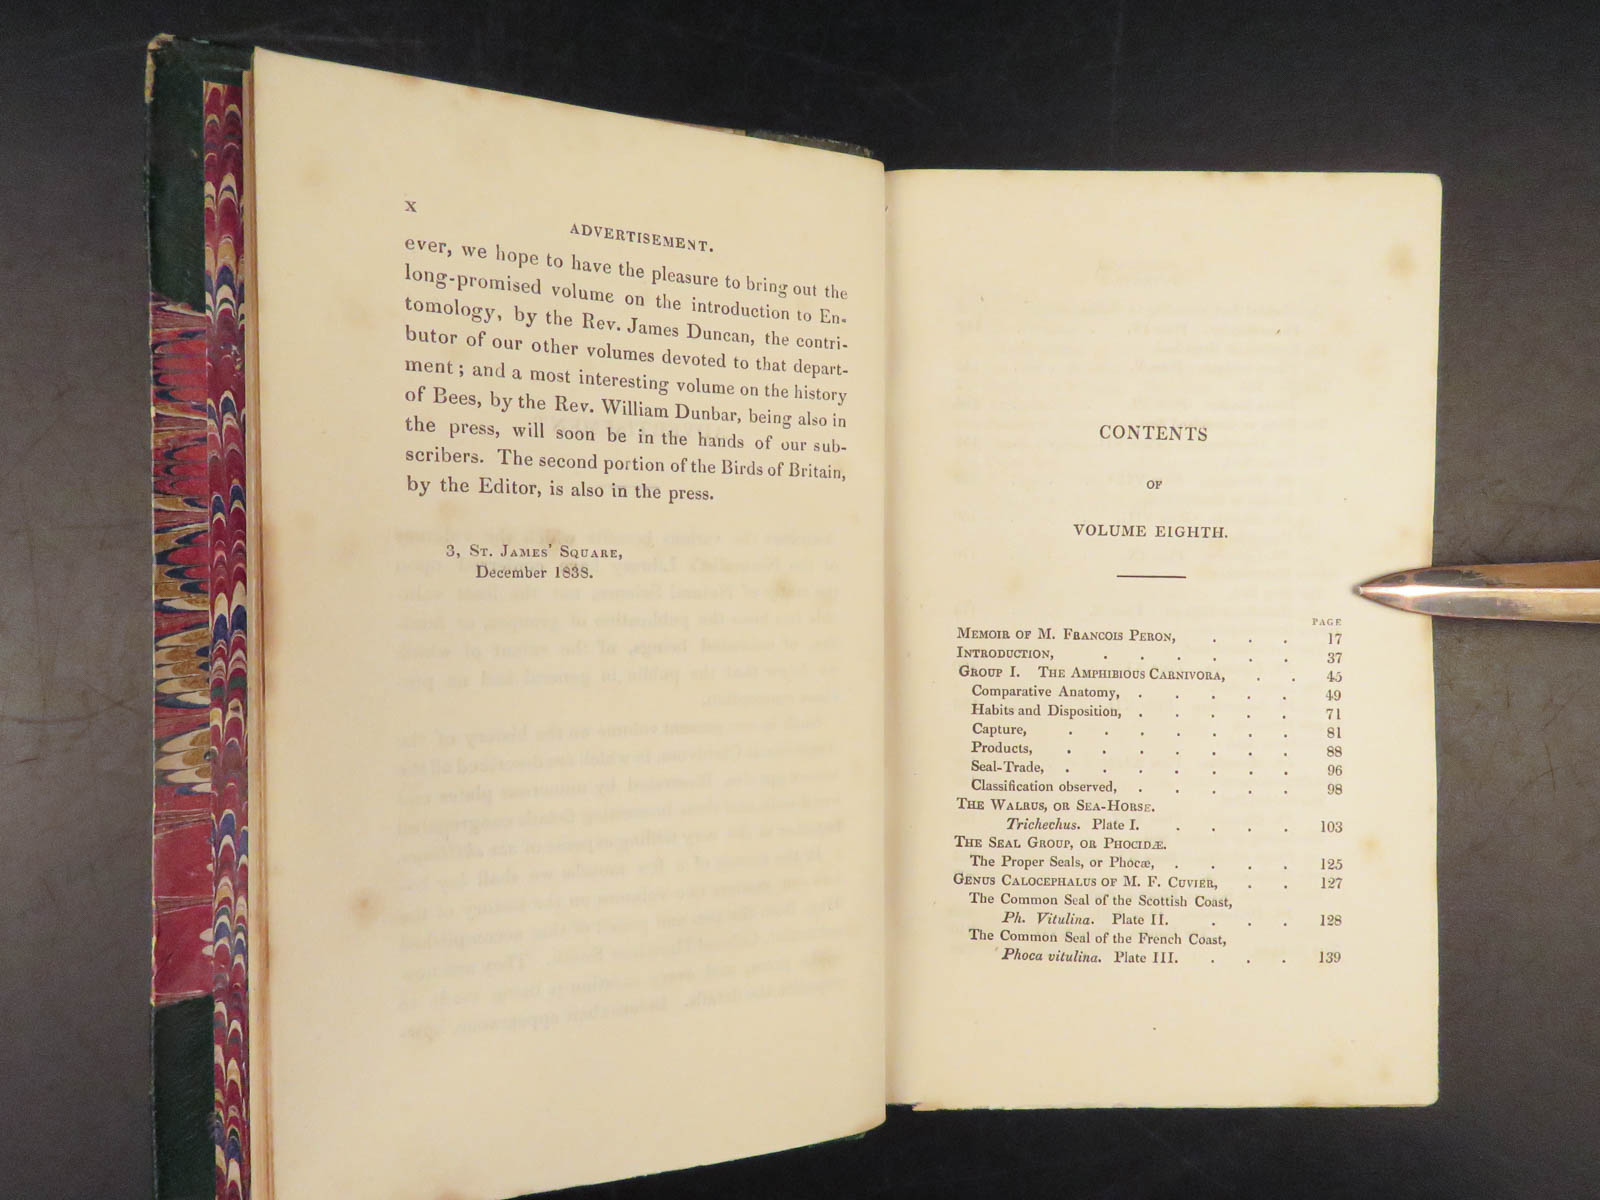 x
ADVERTISEMENT.
ever, we hope to have the pleasure to bring out the
long-promised volume on the introduction to En-
tomology, by the Rev. James Duncan, the contri-
butor of our other volumes devoted to that depart-
ment; and a most interesting volume on the history
of Bees, by the Rev. William Dunbar, being also in
the press, will soon be in the hands of our sub-
scribers. The second portion of the Birds of Britain,
by the Editor, is also in the press.
3, St. James' Square,
December 1838.
CONTENTS
OF
VOLUME EIGHTH.
PAGE
Memoir of M. Francois Peron, . . . 17
Introduction, . . . . . . 37
Group I. The Amphibious Carnivora, . . 45
Comparative Anatomy, . . . . . 49
Habits and Disposition, . . . . . 71
Capture, . . . . . . 81
Products, . . . . . . 88
Seal-Trade, . . . . . . 96
Classification observed, . . . . . 98
The Walrus, or Sea-Horse.
Trichechus. Plate I. . . . . 103
The Seal Group, or Phocidæ.
The Proper Seals, or Phocæ, . . . . 125
Genus Calocephalus of M. F. Cuvier, . . 127
The Common Seal of the Scottish Coast,
Ph. Vitulina. Plate II. . . . 128
The Common Seal of the French Coast,
Phoca vitulina. Plate III. . . . 139